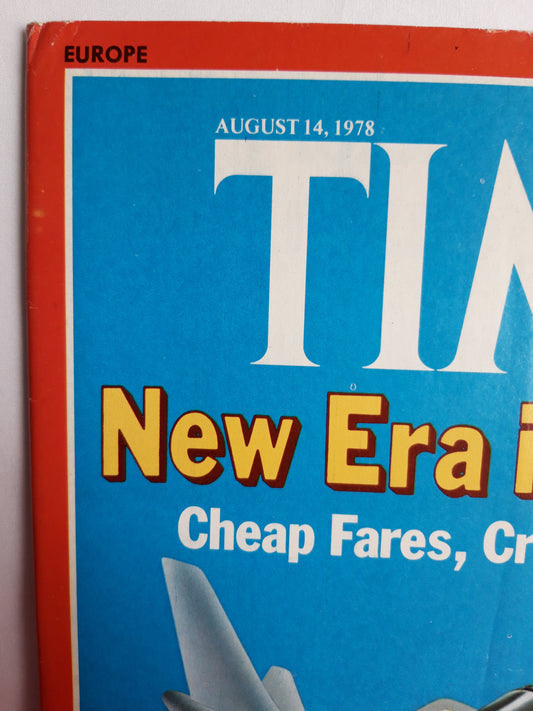 EUROPE
AUGUST 14, 1978
TIM
New Era i
Cheap Fares, Cr